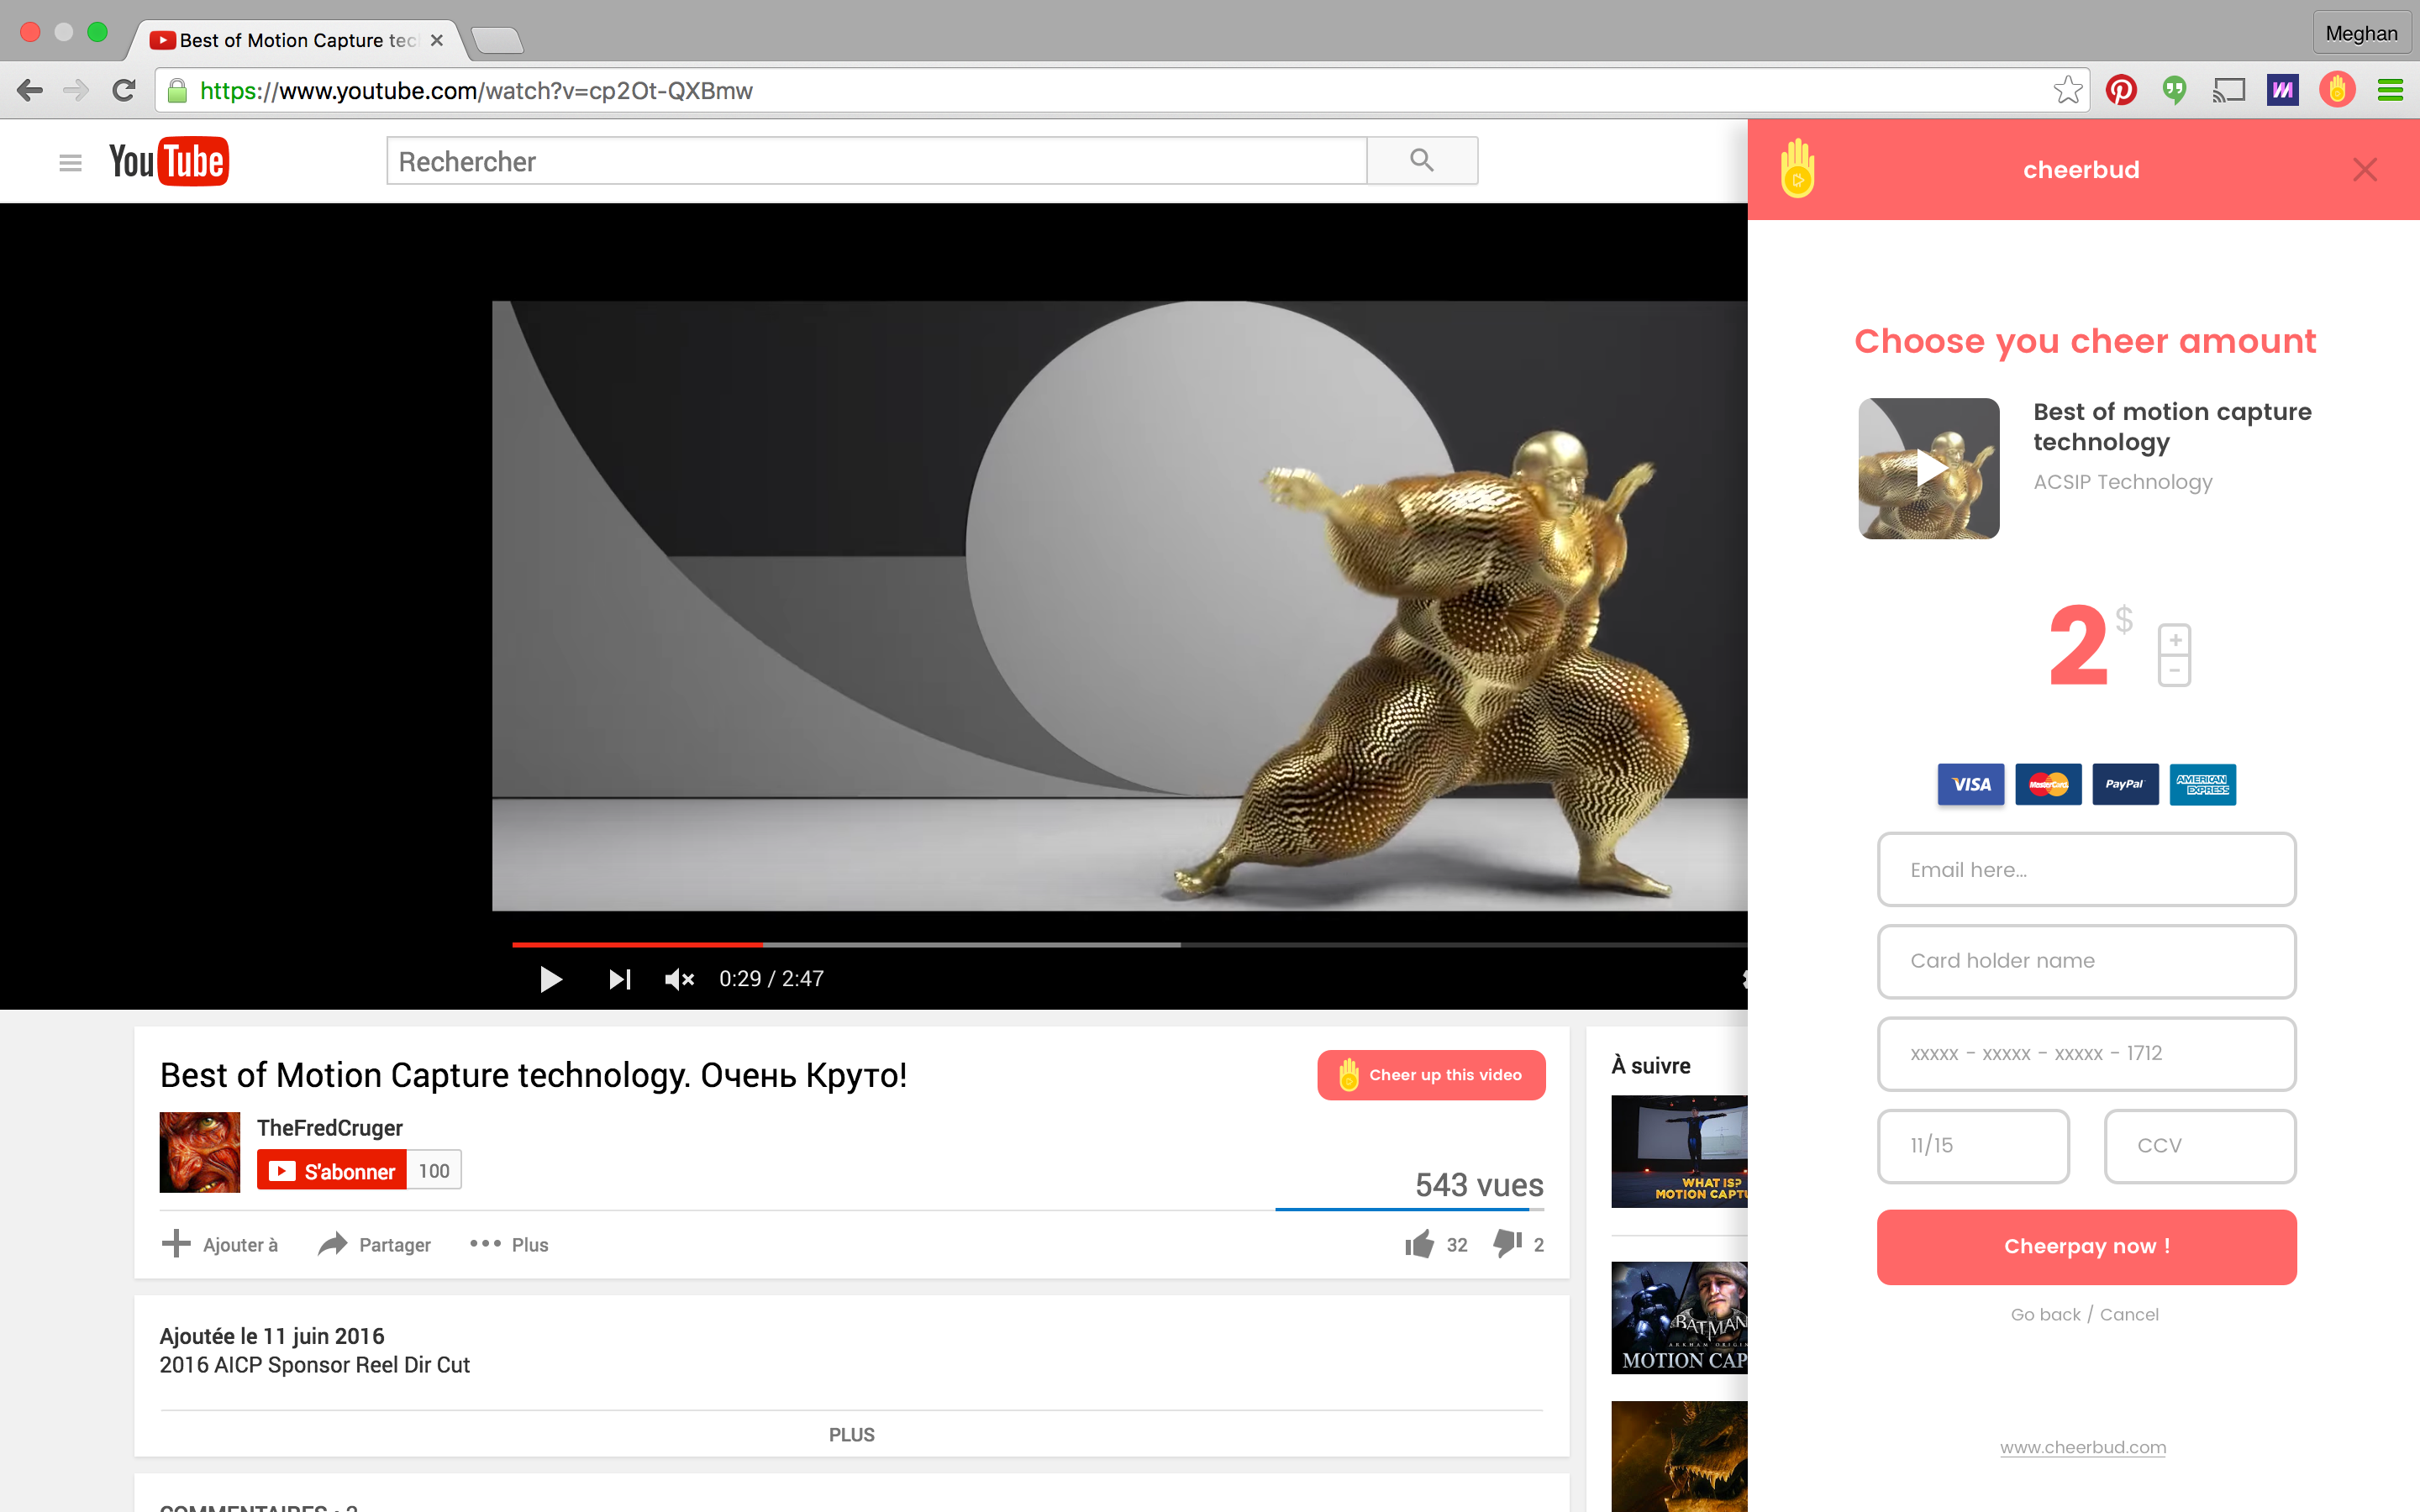 Best of Motion Capture tec
Meghan
https://www.youtube.com/watch?v=cp2Ot-QXBmw
YouTube
Rechercher
0:29 / 2:47
Best of Motion Capture technology. Очень Круто!
Cheer up this video
TheFredCruger
S'abonner
100
543 vues
Ajouter à
Partager
Plus
32
2
Ajoutée le 11 juin 2016
2016 AICP Sponsor Reel Dir Cut
PLUS
COMMENTAIRES • 2
À suivre
WHAT IS?
MOTION CAPTU
BATMAN
ARKHAM ORIGIN
MOTION CAP
cheerbud
Choose you cheer amount
Best of motion capture
technology
ACSIP Technology
2 $
+
-
VISA
MasterCard
PayPal
AMERICAN
EXPRESS
Email here...
Card holder name
xxxxx - xxxxx - xxxxx - 1712
11/15
CCV
Cheerpay now !
Go back / Cancel
www.cheerbud.com